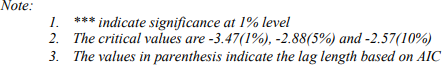 Note:
1. *** indicate significance at 1% level
2. The critical values are -3.47(1%), -2.88(5%) and -2.57(10%)
3. The values in parenthesis indicate the lag length based on AIC